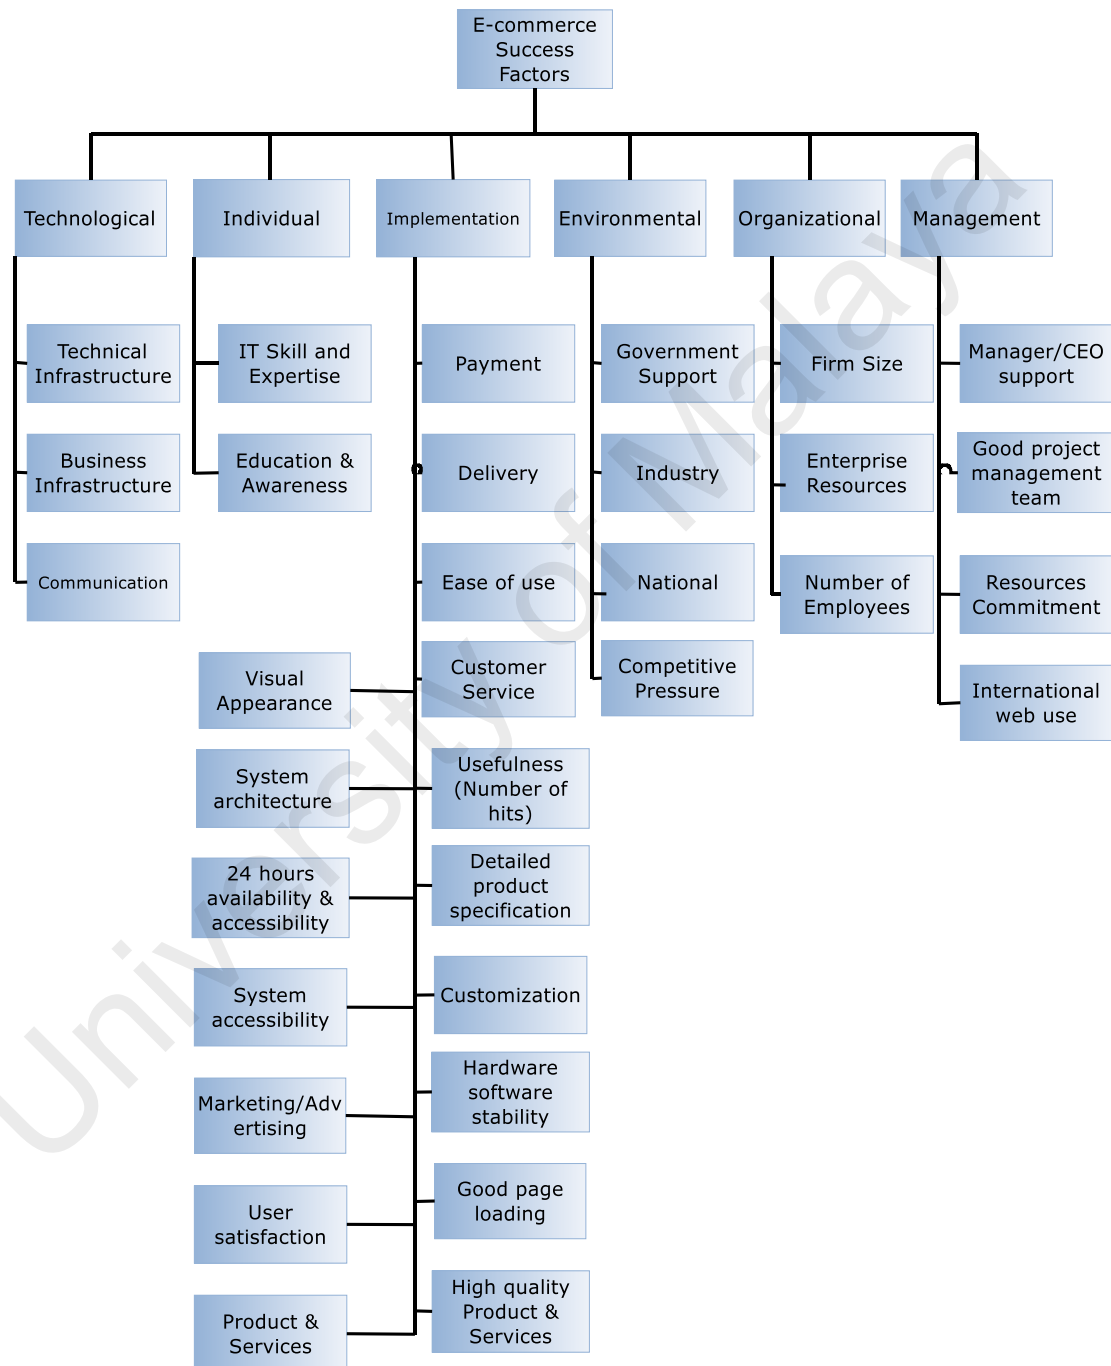 E-commerce
Success
Factors
Technological
Individual
Implementation
Environmental
Organizational
Management
Technical
Infrastructure
IT Skill and
Expertise
Payment
Government
Support
Firm Size
Manager/CEO
support
Business
Infrastructure
Education &
Awareness
Delivery
Industry
Enterprise
Resources
Good project
management
team
Communication
Ease of use
National
Number of
Employees
Resources
Commitment
Visual
Appearance
Customer
Service
Competitive
Pressure
International
web use
System
architecture
Usefulness
(Number of
hits)
24 hours
availability &
accessibility
Detailed
product
specification
System
accessibility
Customization
Marketing/Adv
ertising
Hardware
software
stability
User
satisfaction
Good page
loading
Product &
Services
High quality
Product &
Services
University of Malaya